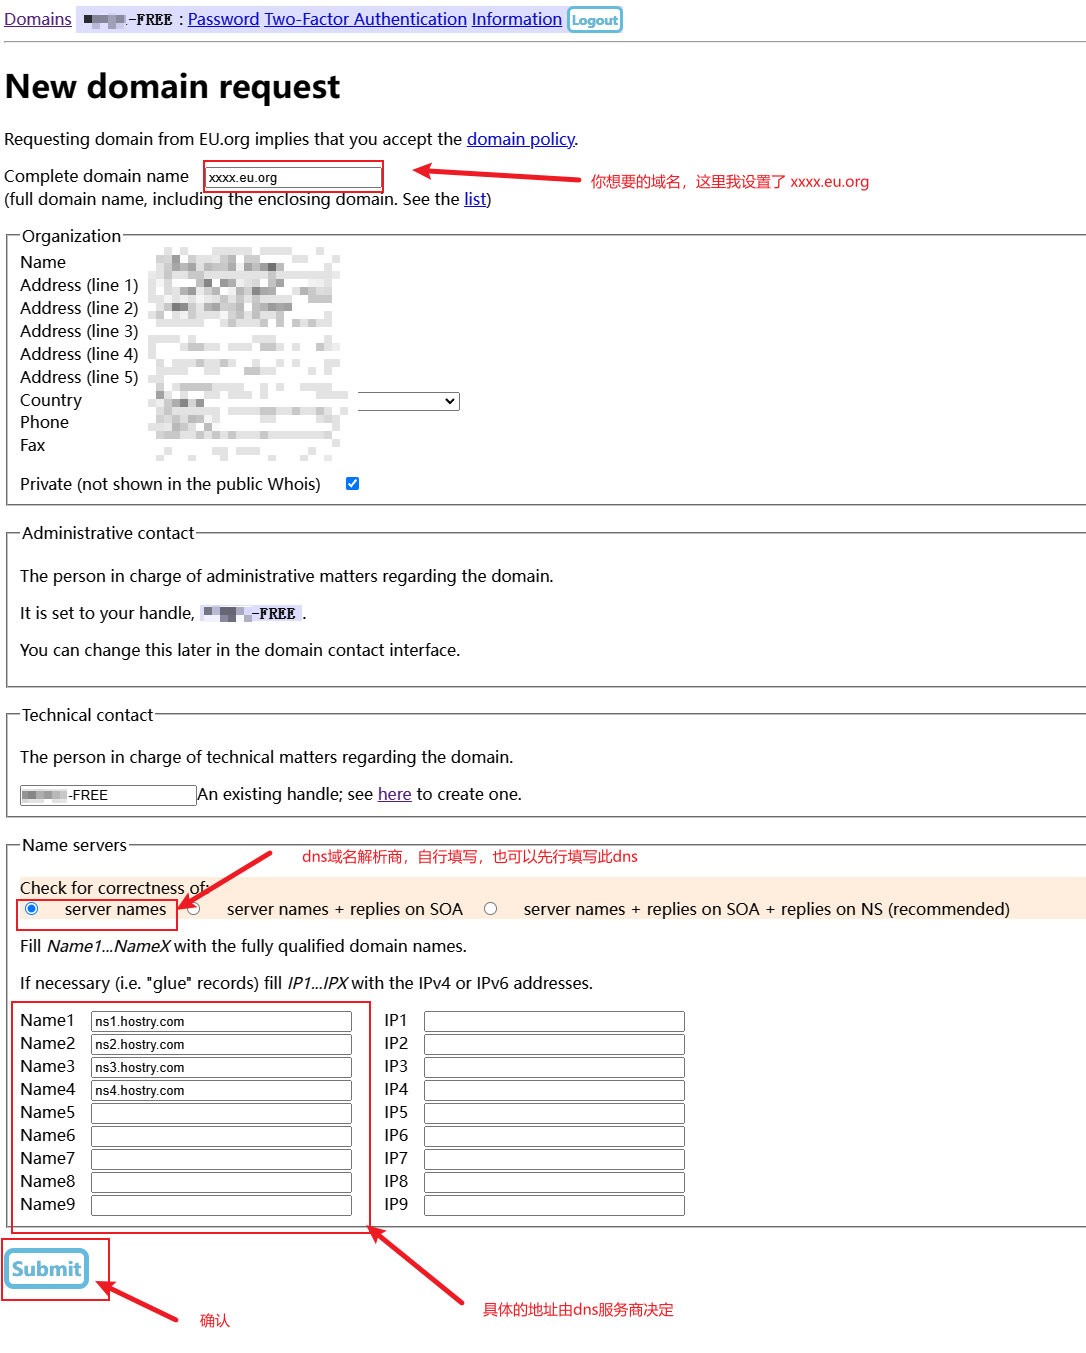 Domains -FREE : Password Two-Factor Authentication Information Logout
New domain request
Requesting domain from EU.org implies that you accept the domain policy.
Complete domain name xxxx.eu.org
你想要的域名，这里我设置了 xxxx.eu.org
(full domain name, including the enclosing domain. See the list)
Organization
Name
Address (line 1)
Address (line 2)
Address (line 3)
Address (line 4)
Address (line 5)
Country
Phone
Fax
Private (not shown in the public Whois)
Administrative contact
The person in charge of administrative matters regarding the domain.
It is set to your handle, -FREE .
You can change this later in the domain contact interface.
Technical contact
The person in charge of technical matters regarding the domain.
-FREE An existing handle; see here to create one.
Name servers
dns域名解析商，自行填写，也可以先行填写此dns
Check for correctness of:
server names server names + replies on SOA server names + replies on SOA + replies on NS (recommended)
Fill Name1...NameX with the fully qualified domain names.
If necessary (i.e. "glue" records) fill IP1...IPX with the IPv4 or IPv6 addresses.
Name1 ns1.hostry.com IP1
Name2 ns2.hostry.com IP2
Name3 ns3.hostry.com IP3
Name4 ns4.hostry.com IP4
Name5 IP5
Name6 IP6
Name7 IP7
Name8 IP8
Name9 IP9
Submit
具体的地址由dns服务商决定
确认